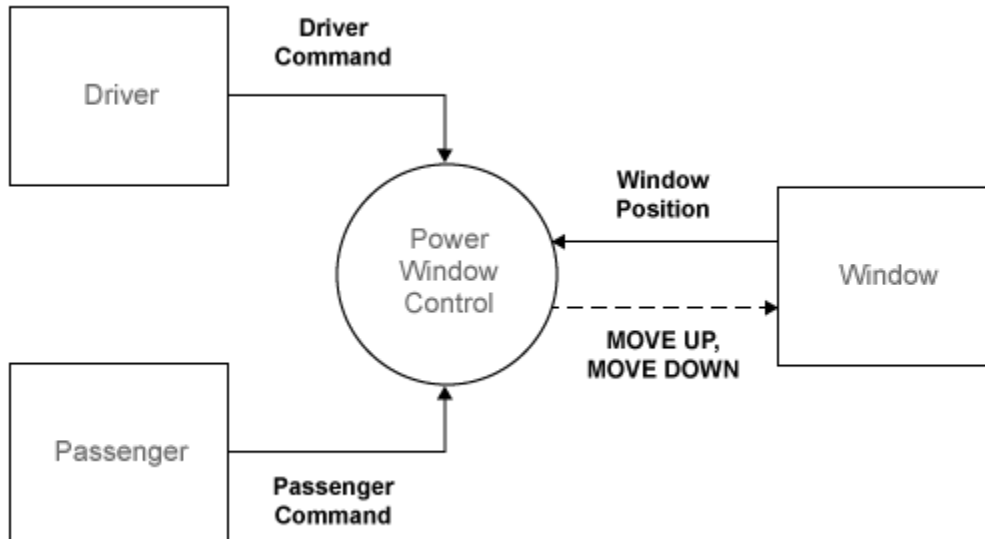 Driver
Command
Driver
Power
Window
Control
Window
Position
Window
MOVE UP,
MOVE DOWN
Passenger
Passenger
Command